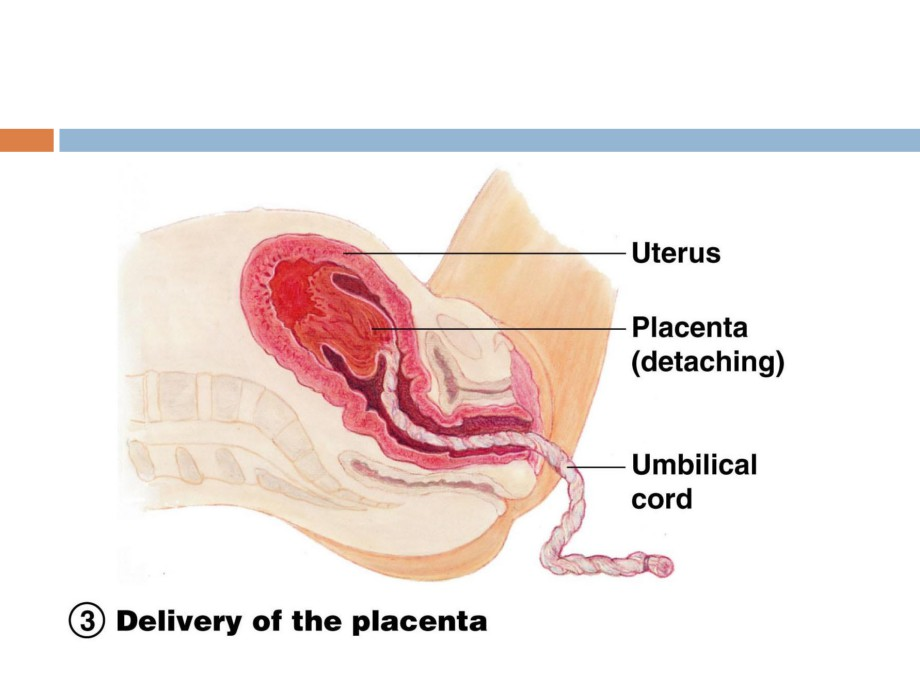 Uterus
Placenta
(detaching)
Umbilical
cord
③ Delivery of the placenta